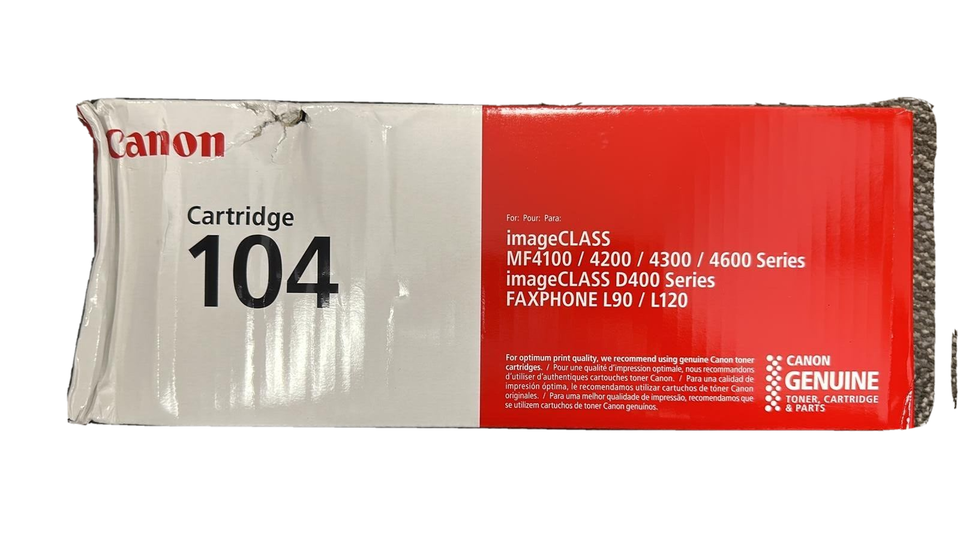 Canon
Cartridge
104
For: Pour: Para:
imageCLASS
MF4100 / 4200 / 4300 / 4600 Series
imageCLASS D400 Series
FAXPHONE L90 / L120
For optimum print quality, we recommend using genuine Canon toner
cartridges. / Pour une qualité d'impression optimale, nous recommandons
d'utiliser d'authentiques cartouches toner Canon. / Para una calidad de
impresión óptima, le recomendamos utilizar cartuchos de tóner Canon
originales. / Para uma melhor qualidade de impressão, recomendamos que
se utilizem cartuchos de toner Canon genuínos.
CANON
GENUINE
TONER, CARTRIDGE
& PARTS